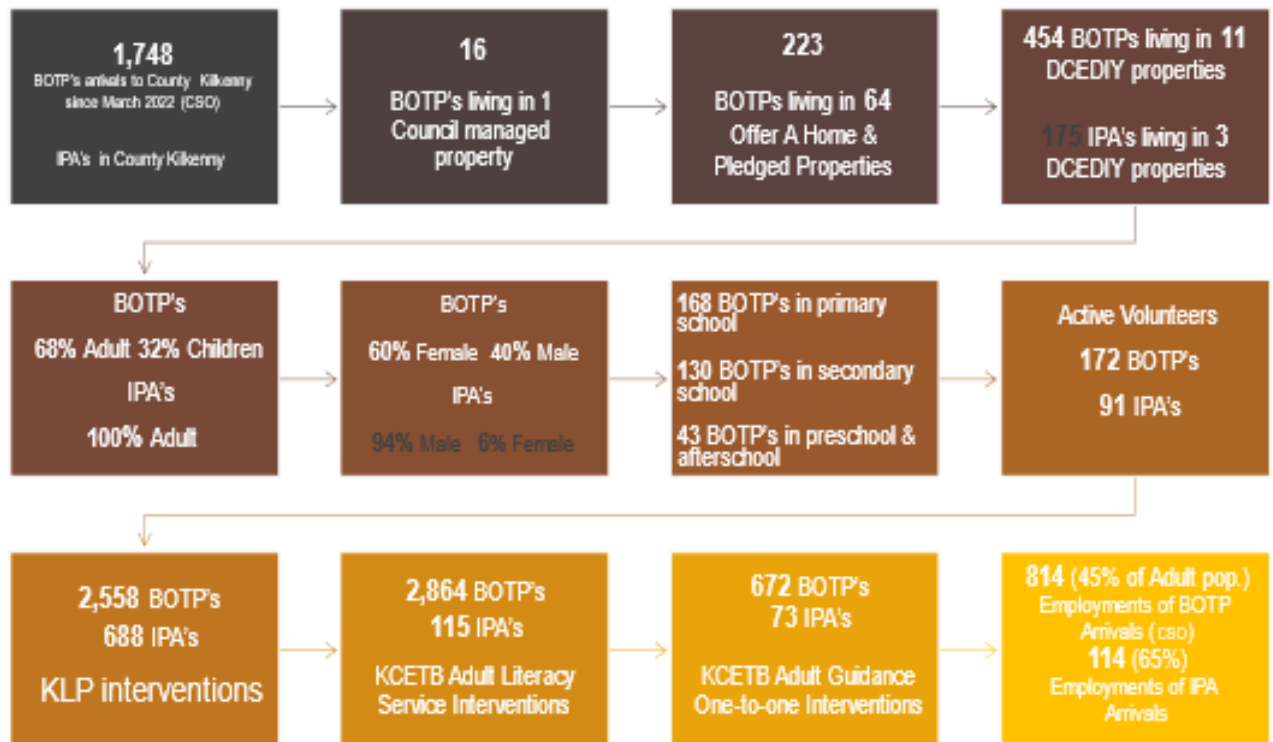 1,748
BOTP's arrivals to County Kilkenny
since March 2022 (CSO)
IPA's in County Kilkenny
16
BOTP's living in 1
Council managed
property
223
BOTPs living in 64
Offer A Home &
Pledged Properties
454 BOTPs living in 11
DCEDIY properties
175 IPA's living in 3
DCEDIY properties
BOTP's
68% Adult 32% Children
IPA's
100% Adult
BOTP's
60% Female 40% Male
IPA's
94% Male 6% Female
168 BOTP's in primary
school
130 BOTP's in secondary
school
43 BOTP's in preschool &
afterschool
Active Volunteers
172 BOTP's
91 IPA's
2,558 BOTP's
688 IPA's
KLP interventions
2,864 BOTP's
115 IPA's
KCETB Adult Literacy
Service Interventions
672 BOTP's
73 IPA's
KCETB Adult Guidance
One-to-one Interventions
814 (45% of Adult pop.)
Employments of BOTP
Arrivals (cso)
114 (65%)
Employments of IPA
Arrivals